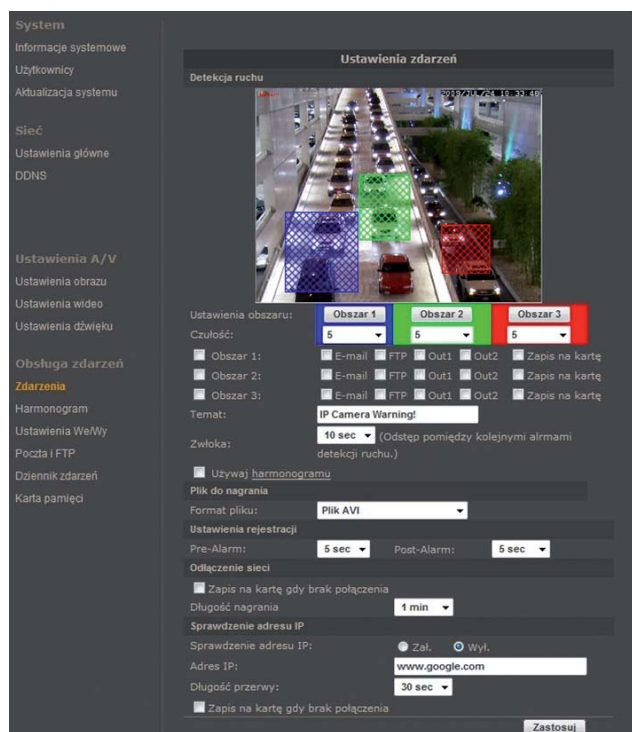 System
Informacje systemowe
Użytkownicy
Aktualizacja systemu
Sieć
Ustawienia główne
DDNS
Ustawienia A/V
Ustawienia obrazu
Ustawienia wideo
Ustawienia dźwięku
Obsługa zdarzeń
Zdarzenia
Harmonogram
Ustawienia We/Wy
Poczta i FTP
Dziennik zdarzeń
Karta pamięci
Ustawienia zdarzeń
Detekcja ruchu
2009/JUL/24 10:33:40
Ustawienia obszaru: Obszar 1 Obszar 2 Obszar 3
Czułość: 5 5 5
Obszar 1: E-mail FTP Out1 Out2 Zapis na kartę
Obszar 2: E-mail FTP Out1 Out2 Zapis na kartę
Obszar 3: E-mail FTP Out1 Out2 Zapis na kartę
Temat: IP Camera Warning!
Zwłoka: 10 sec (Odstęp pomiędzy kolejnymi alrmami
detekcji ruchu.)
Używaj harmonogramu
Plik do nagrania
Format pliku: Plik AVI
Ustawienia rejestracji
Pre-Alarm: 5 sec Post-Alarm: 5 sec
Odłączenie sieci
Zapis na kartę gdy brak połączenia
Długość nagrania 1 min
Sprawdzenie adresu IP
Sprawdzenie adresu IP: Zał. Wył.
Adres IP: www.google.com
Długość przerwy: 30 sec
Zapis na kartę gdy brak połączenia
Zastosuj